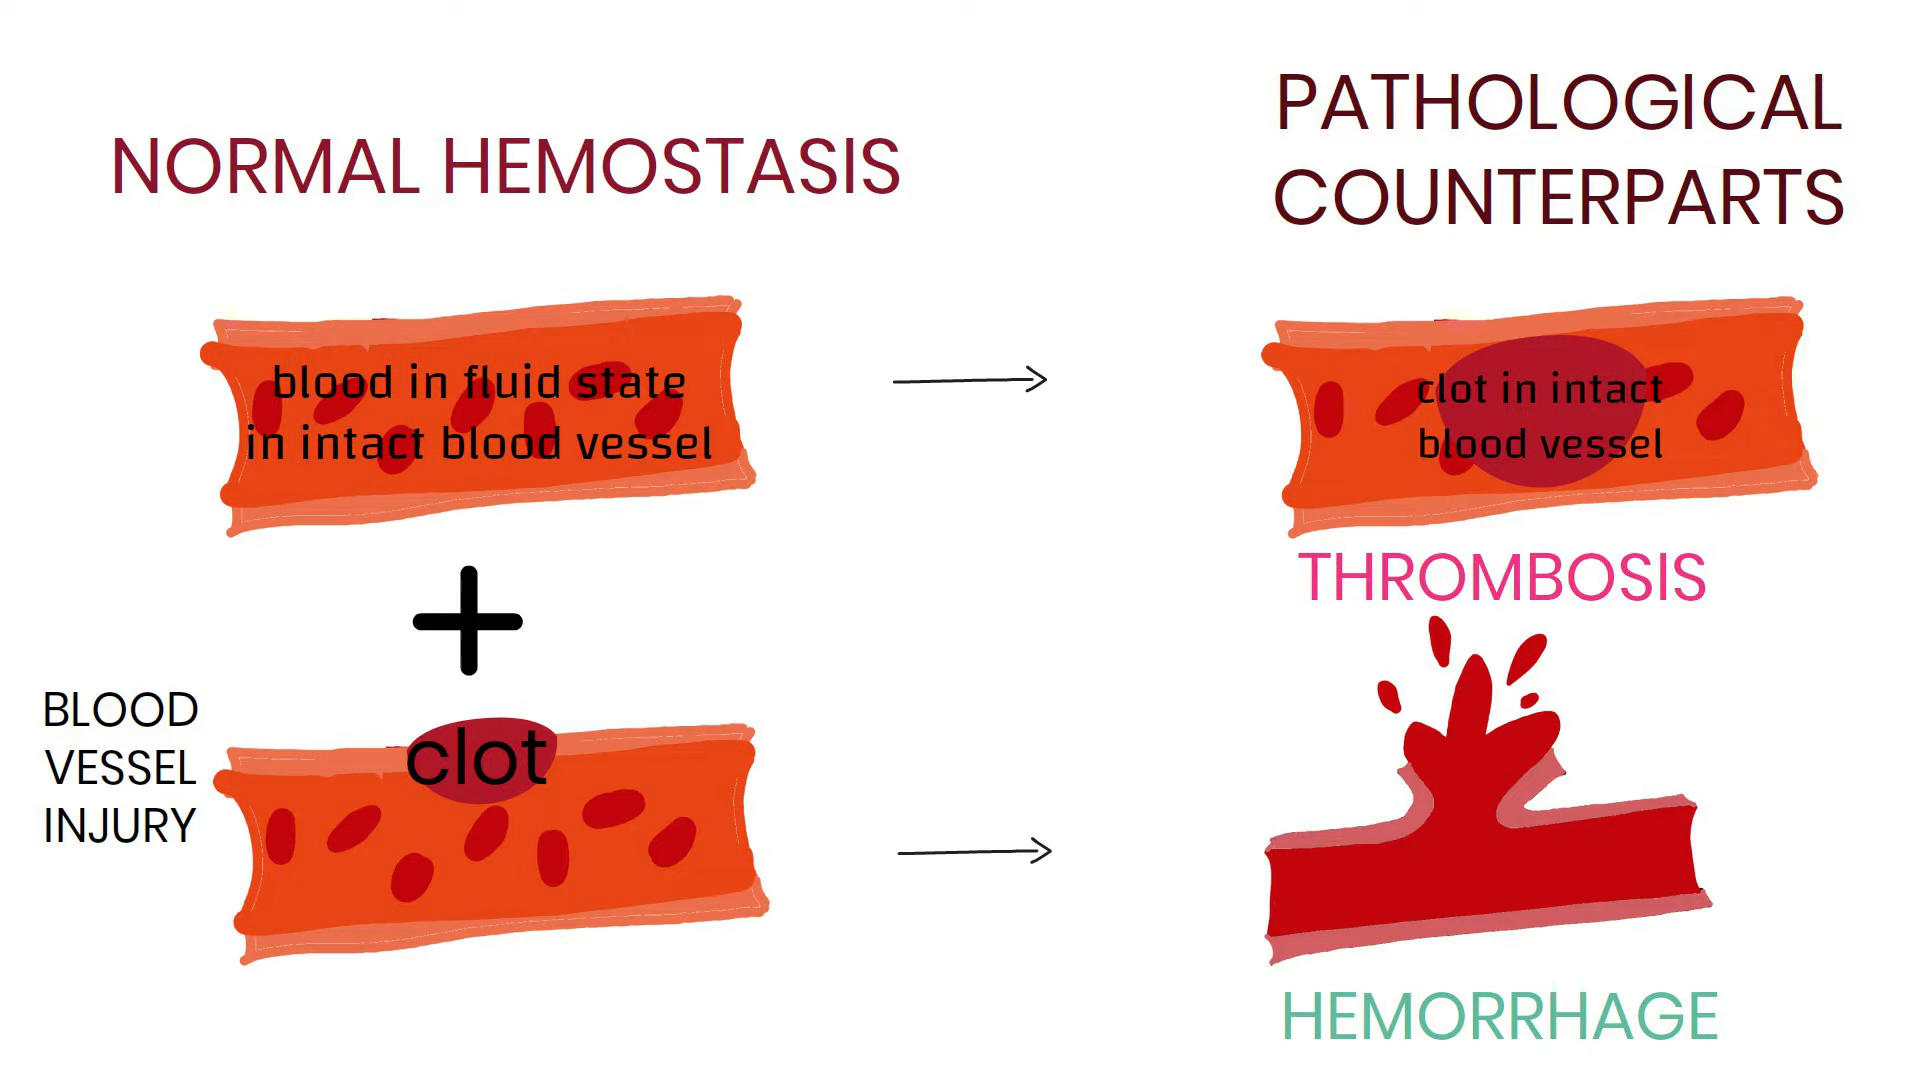 NORMAL HEMOSTASIS
PATHOLOGICAL
COUNTERPARTS
blood in fluid state
in intact blood vessel
clot in intact
blood vessel
THROMBOSIS
BLOOD
VESSEL
INJURY
clot
HEMORRHAGE